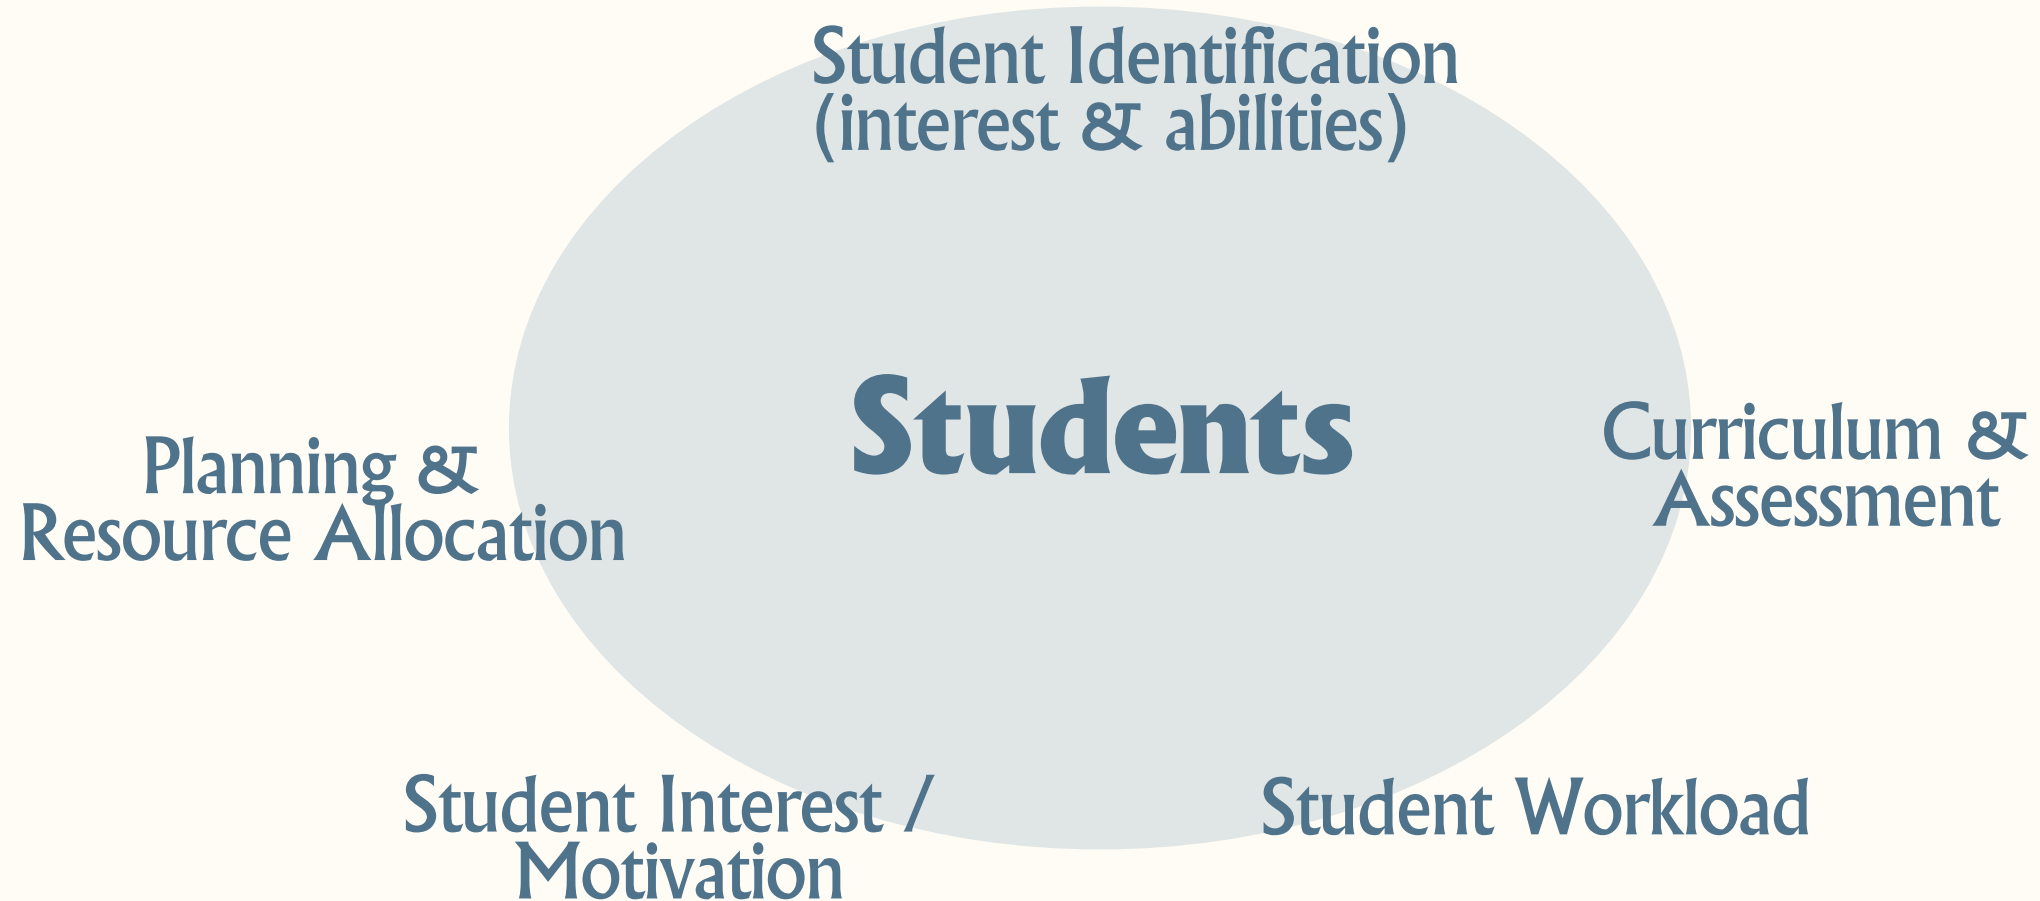 Student Identification
(interest & abilities)
Students
Planning &
Resource Allocation
Curriculum &
Assessment
Student Interest /
Motivation
Student Workload